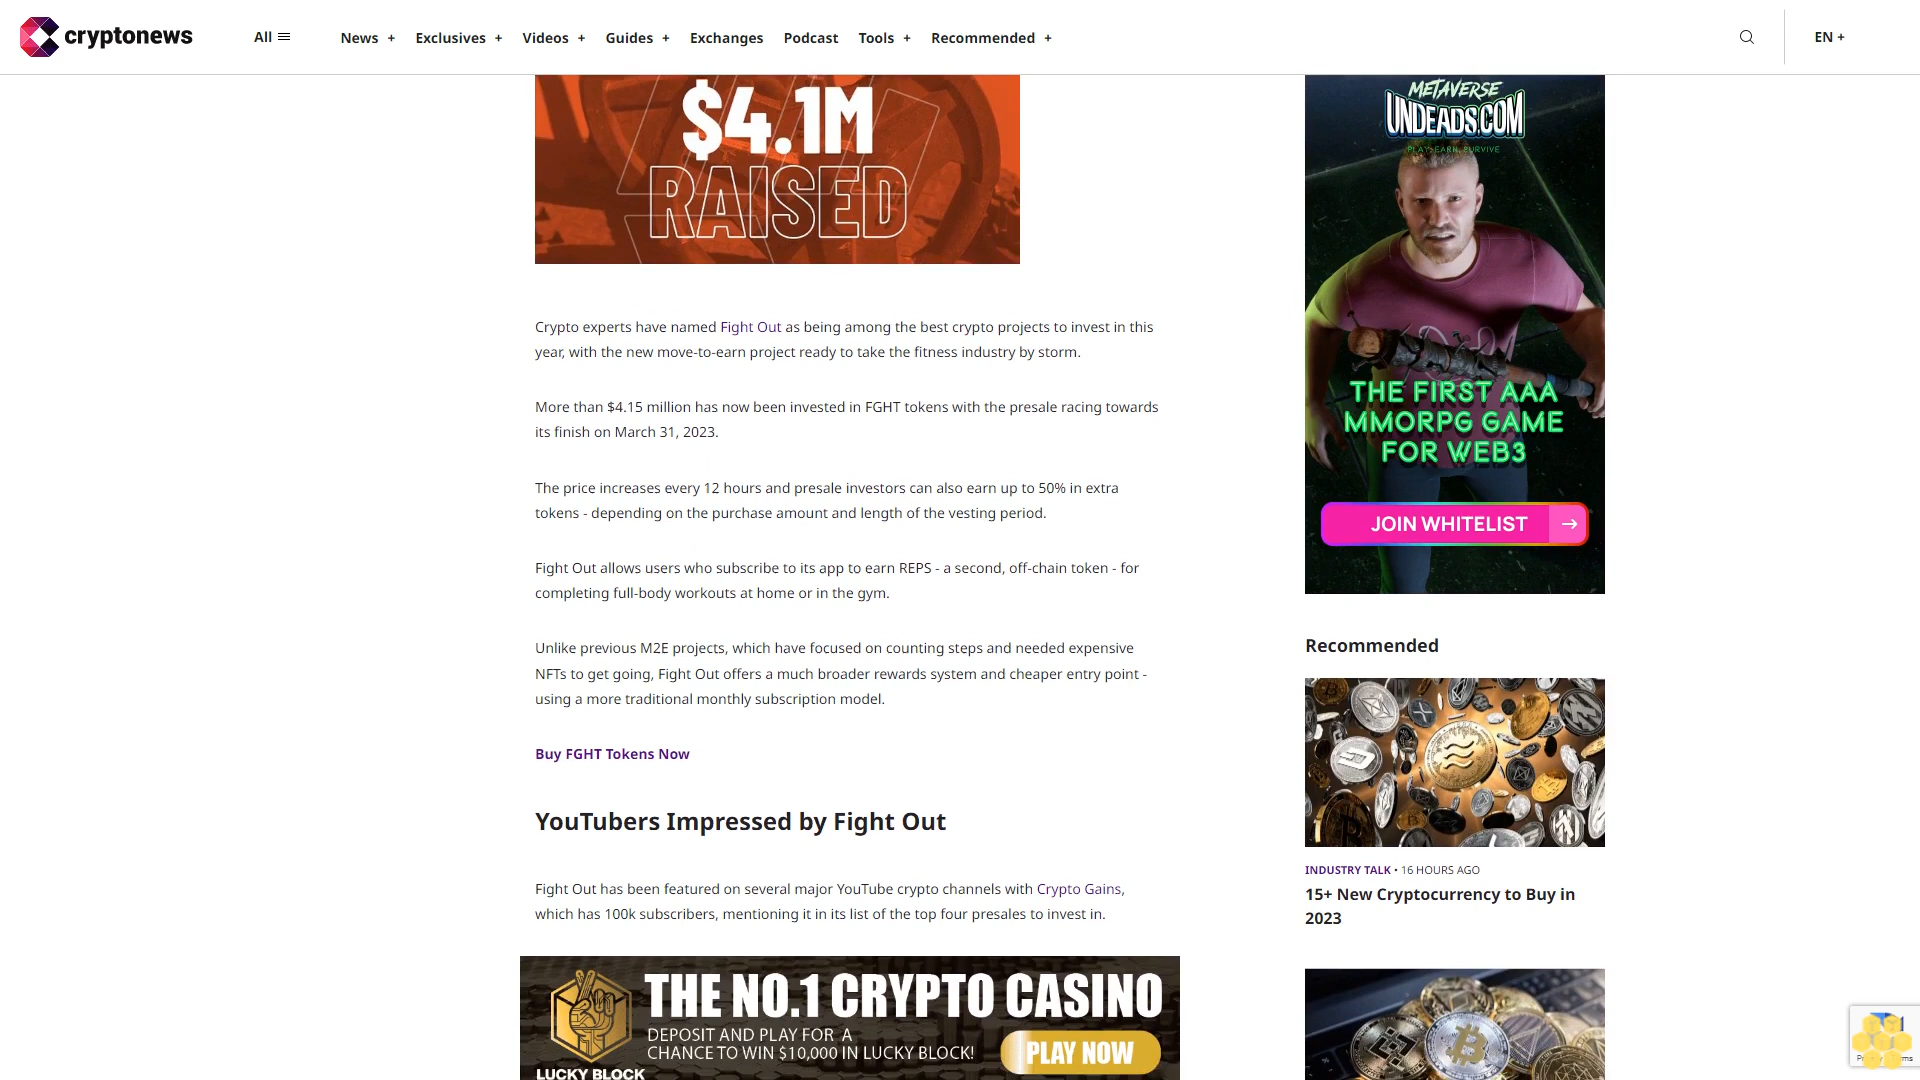 cryptonews
All
News +
Exclusives +
Videos +
Guides +
Exchanges
Podcast
Tools +
Recommended +
EN +
$4.1M
RAISED
Crypto experts have named Fight Out as being among the best crypto projects to invest in this
year, with the new move-to-earn project ready to take the fitness industry by storm.
More than $4.15 million has now been invested in FGHT tokens with the presale racing towards
its finish on March 31, 2023.
The price increases every 12 hours and presale investors can also earn up to 50% in extra
tokens - depending on the purchase amount and length of the vesting period.
Fight Out allows users who subscribe to its app to earn REPS - a second, off-chain token - for
completing full-body workouts at home or in the gym.
Unlike previous M2E projects, which have focused on counting steps and needed expensive
NFTs to get going, Fight Out offers a much broader rewards system and cheaper entry point -
using a more traditional monthly subscription model.
Buy FGHT Tokens Now
YouTubers Impressed by Fight Out
Fight Out has been featured on several major YouTube crypto channels with Crypto Gains,
which has 100k subscribers, mentioning it in its list of the top four presales to invest in.
THE NO.1 CRYPTO CASINO
DEPOSIT AND PLAY FOR A
CHANCE TO WIN $10,000 IN LUCKY BLOCK!
PLAY NOW
LUCKY BLOCK
METAVERSE
UNDEADS.COM
PLAY, EARN, SURVIVE
THE FIRST AAA
MMORPG GAME
FOR WEB3
JOIN WHITELIST
Recommended
INDUSTRY TALK • 16 HOURS AGO
15+ New Cryptocurrency to Buy in
2023